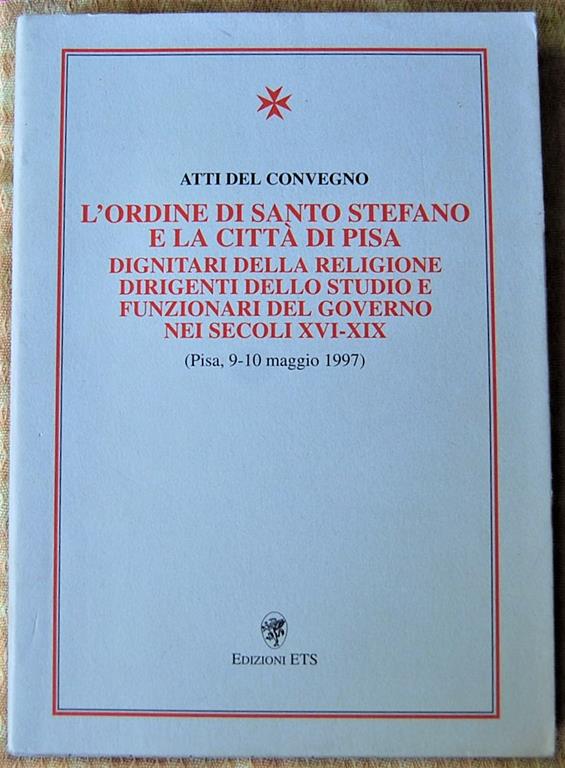 ATTI DEL CONVEGNO
L'ORDINE DI SANTO STEFANO
E LA CITTÀ DI PISA
DIGNITARI DELLA RELIGIONE
DIRIGENTI DELLO STUDIO E
FUNZIONARI DEL GOVERNO
NEI SECOLI XVI-XIX
(Pisa, 9-10 maggio 1997)
EDIZIONI ETS